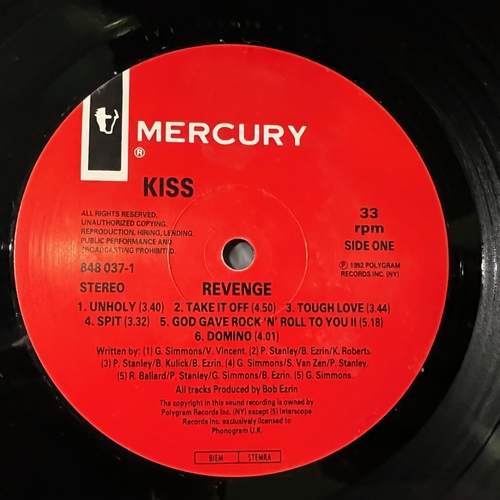 MERCURY
®
KISS
ALL RIGHTS RESERVED.
UNAUTHORIZED COPYING,
REPRODUCTION, HIRING, LENDING,
PUBLIC PERFORMANCE AND
BROADCASTING PROHIBITED.
33
rpm
SIDE ONE
848 037-1
STEREO
REVENGE
℗ 1992 POLYGRAM
RECORDS INC. (NY)
1. UNHOLY (3.40) 2. TAKE IT OFF (4.50) 3. TOUGH LOVE (3.44)
4. SPIT (3.32) 5. GOD GAVE ROCK 'N' ROLL TO YOU II (5.18)
6. DOMINO (4.01)
Written by: (1) G. Simmons/V. Vincent. (2) P. Stanley/B. Ezrin/K. Roberts.
(3) P. Stanley/B. Kulick/B. Ezrin. (4) G. Simmons/S. Van Zen/P. Stanley.
(5) R. Ballard/P. Stanley/G. Simmons/B. Ezrin. (6) G. Simmons.
All tracks Produced by Bob Ezrin
The copyright in this sound recording is owned by
Polygram Records Inc. (NY) except (5) Interscope
Records Inc. exclusively licensed to
Phonogram U.K.
BIEM STEMRA